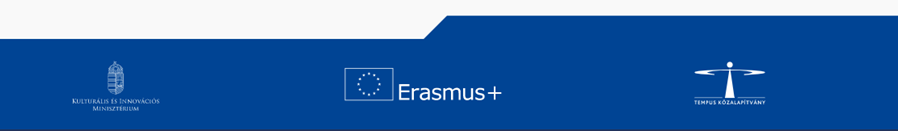 KULTURÁLIS ÉS INNOVÁCIÓS
MINISZTÉRIUM
Erasmus+
TEMPUS KÖZALAPÍTVÁNY